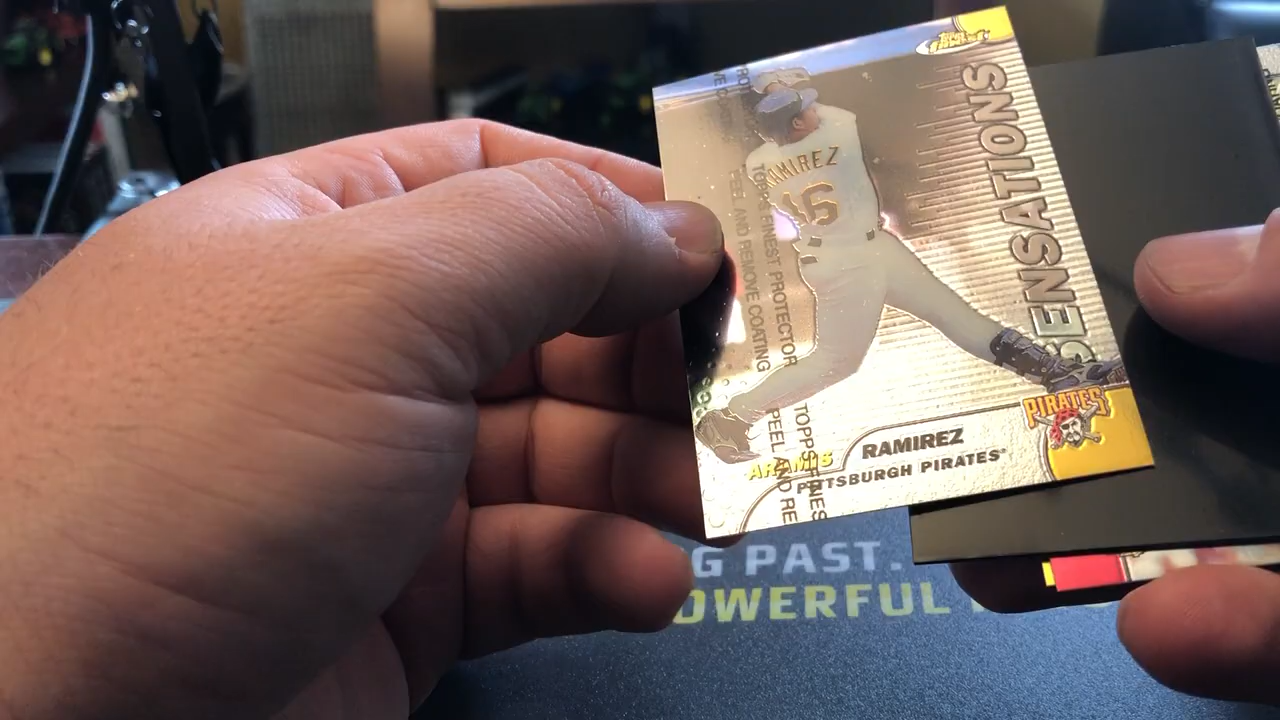 TOPPS FINEST
SENSATIONS
RAMIREZ
16
TOPPS FINEST PROTECTOR
PEEL AND REMOVE COATING
TOPPS FINES
PEEL AND RE
PIRATES
ARAMIS
RAMIREZ
PITTSBURGH PIRATES
G PAST.
OWERFUL